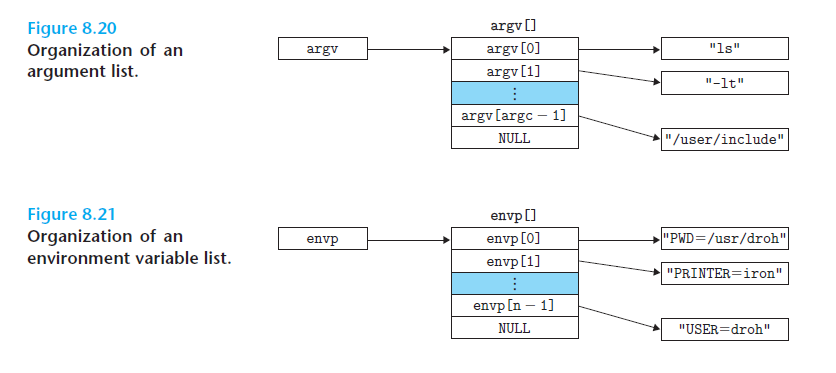 Figure 8.20
Organization of an
argument list.
argv
argv[]
argv[0]
argv[1]
⋮
argv[argc − 1]
NULL
"ls"
"-lt"
"/user/include"
Figure 8.21
Organization of an
environment variable list.
envp
envp[]
envp[0]
envp[1]
⋮
envp[n − 1]
NULL
"PWD=/usr/droh"
"PRINTER=iron"
"USER=droh"